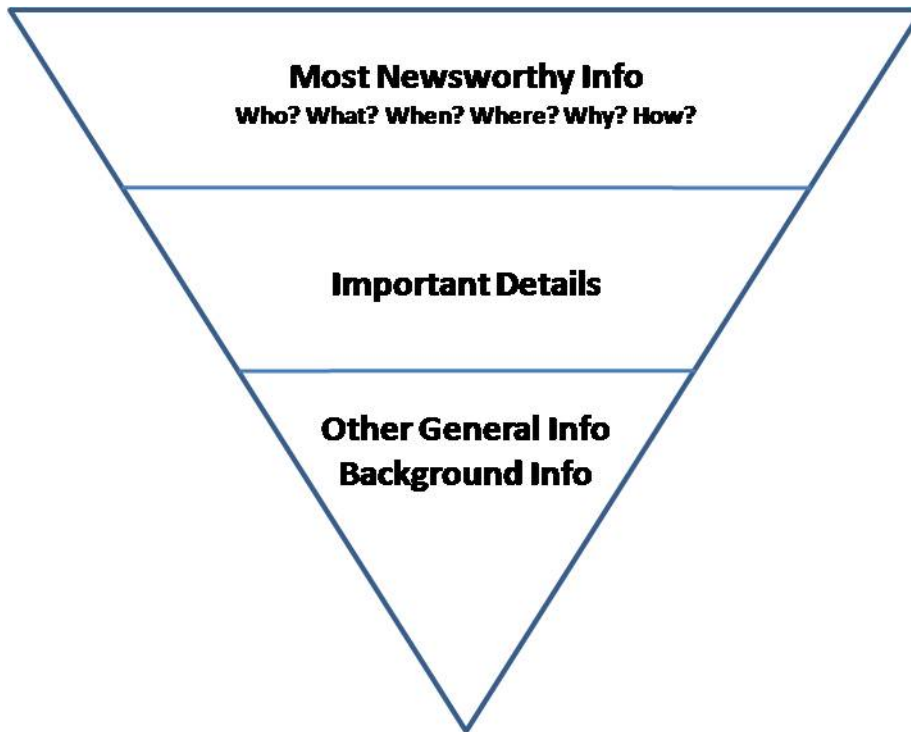 Most Newsworthy Info
Who? What? When? Where? Why? How?
Important Details
Other General Info
Background Info